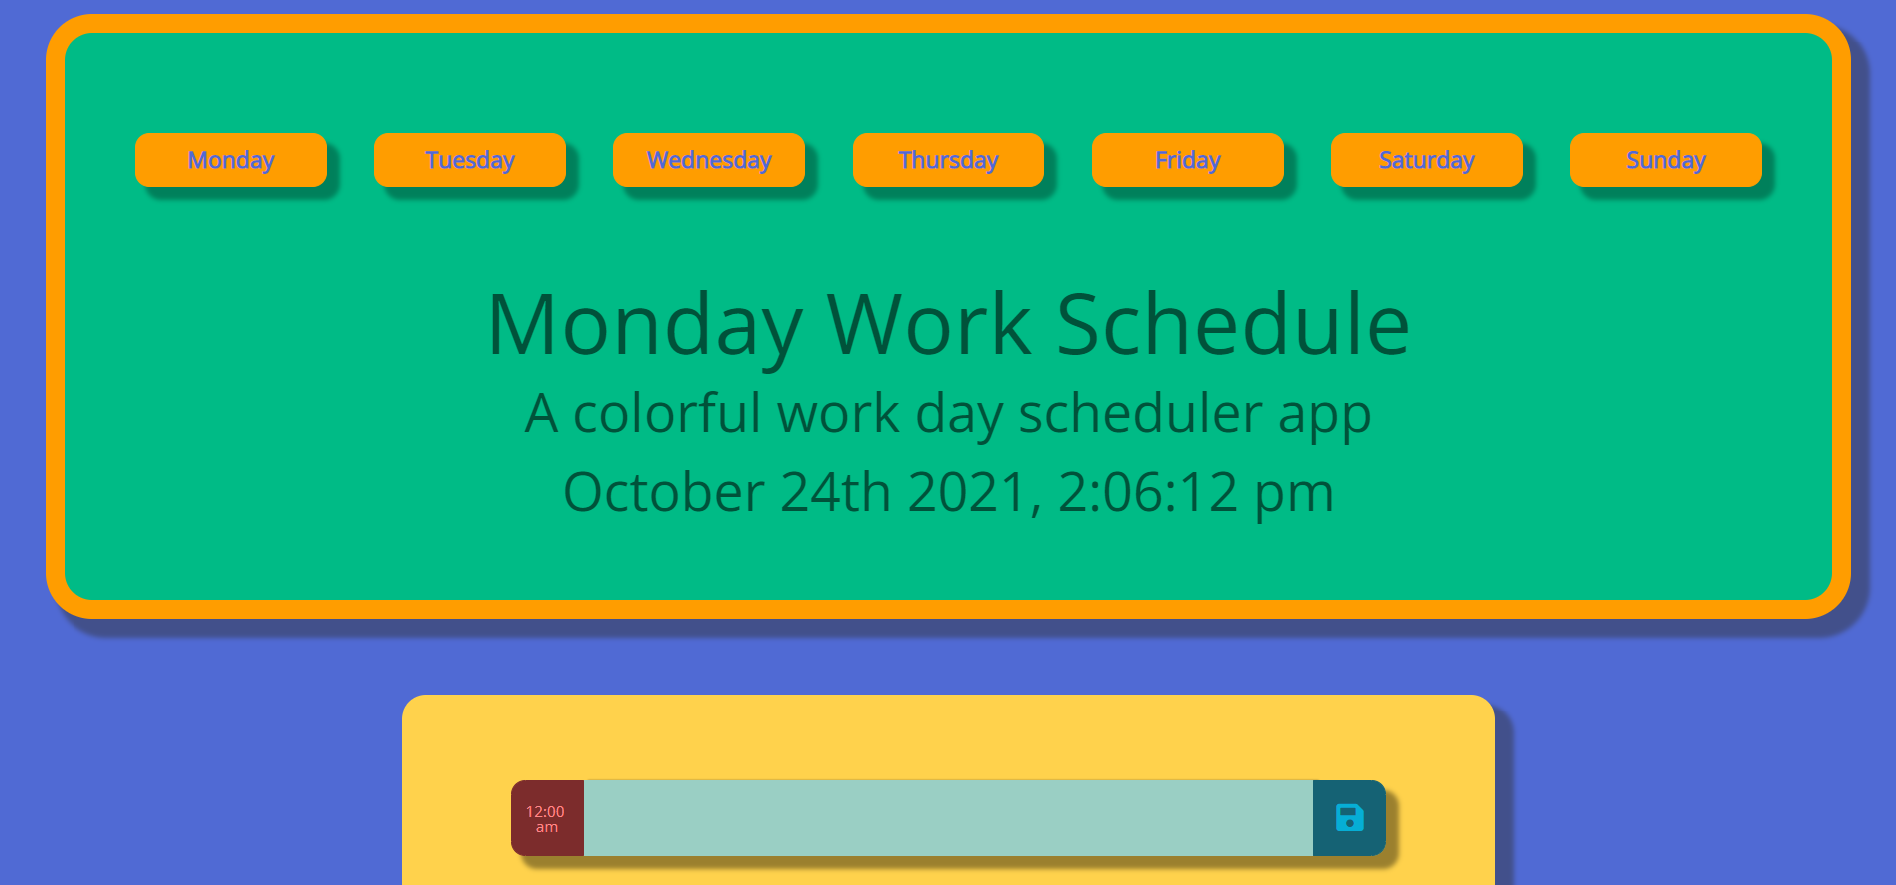 Monday Tuesday Wednesday Thursday Friday Saturday Sunday
Monday Work Schedule
A colorful work day scheduler app
October 24th 2021, 2:06:12 pm
12:00
am